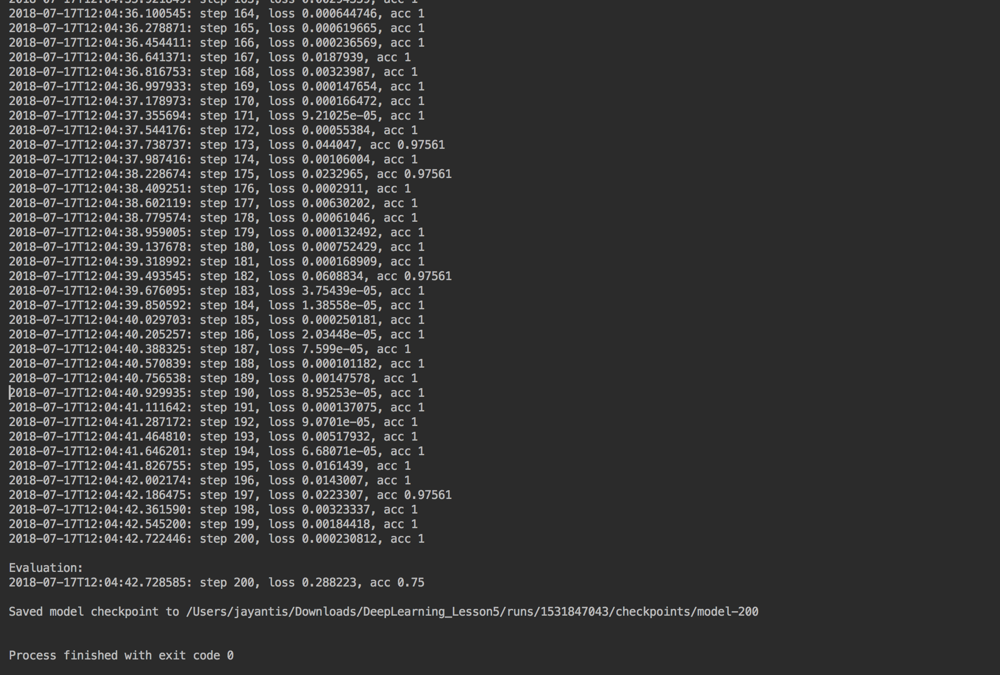 2018-07-17T12:04:35.921849: step 163, loss 0.00294339, acc 1
2018-07-17T12:04:36.100545: step 164, loss 0.000644746, acc 1
2018-07-17T12:04:36.278871: step 165, loss 0.000619665, acc 1
2018-07-17T12:04:36.454411: step 166, loss 0.000236569, acc 1
2018-07-17T12:04:36.641371: step 167, loss 0.0187939, acc 1
2018-07-17T12:04:36.816753: step 168, loss 0.00323987, acc 1
2018-07-17T12:04:36.997933: step 169, loss 0.000147654, acc 1
2018-07-17T12:04:37.178973: step 170, loss 0.000166472, acc 1
2018-07-17T12:04:37.355694: step 171, loss 9.21025e-05, acc 1
2018-07-17T12:04:37.544176: step 172, loss 0.00055384, acc 1
2018-07-17T12:04:37.738737: step 173, loss 0.044047, acc 0.97561
2018-07-17T12:04:37.987416: step 174, loss 0.00106004, acc 1
2018-07-17T12:04:38.228674: step 175, loss 0.0232965, acc 0.97561
2018-07-17T12:04:38.409251: step 176, loss 0.0002911, acc 1
2018-07-17T12:04:38.602119: step 177, loss 0.00630202, acc 1
2018-07-17T12:04:38.779574: step 178, loss 0.00061046, acc 1
2018-07-17T12:04:38.959005: step 179, loss 0.000132492, acc 1
2018-07-17T12:04:39.137678: step 180, loss 0.000752429, acc 1
2018-07-17T12:04:39.318992: step 181, loss 0.000168909, acc 1
2018-07-17T12:04:39.493545: step 182, loss 0.0608834, acc 0.97561
2018-07-17T12:04:39.676095: step 183, loss 3.75439e-05, acc 1
2018-07-17T12:04:39.850592: step 184, loss 1.38558e-05, acc 1
2018-07-17T12:04:40.029703: step 185, loss 0.000250181, acc 1
2018-07-17T12:04:40.205257: step 186, loss 2.03448e-05, acc 1
2018-07-17T12:04:40.388325: step 187, loss 7.599e-05, acc 1
2018-07-17T12:04:40.570839: step 188, loss 0.000101182, acc 1
2018-07-17T12:04:40.756538: step 189, loss 0.00147578, acc 1
2018-07-17T12:04:40.929935: step 190, loss 8.95253e-05, acc 1
2018-07-17T12:04:41.111642: step 191, loss 0.000137075, acc 1
2018-07-17T12:04:41.287172: step 192, loss 9.0701e-05, acc 1
2018-07-17T12:04:41.464810: step 193, loss 0.00517932, acc 1
2018-07-17T12:04:41.646201: step 194, loss 6.68071e-05, acc 1
2018-07-17T12:04:41.826755: step 195, loss 0.0161439, acc 1
2018-07-17T12:04:42.002174: step 196, loss 0.0143007, acc 1
2018-07-17T12:04:42.186475: step 197, loss 0.0223307, acc 0.97561
2018-07-17T12:04:42.361590: step 198, loss 0.00323337, acc 1
2018-07-17T12:04:42.545200: step 199, loss 0.00184418, acc 1
2018-07-17T12:04:42.722446: step 200, loss 0.000230812, acc 1
Evaluation:
2018-07-17T12:04:42.728585: step 200, loss 0.288223, acc 0.75
Saved model checkpoint to /Users/jayantis/Downloads/DeepLearning_Lesson5/runs/1531847043/checkpoints/model-200
Process finished with exit code 0